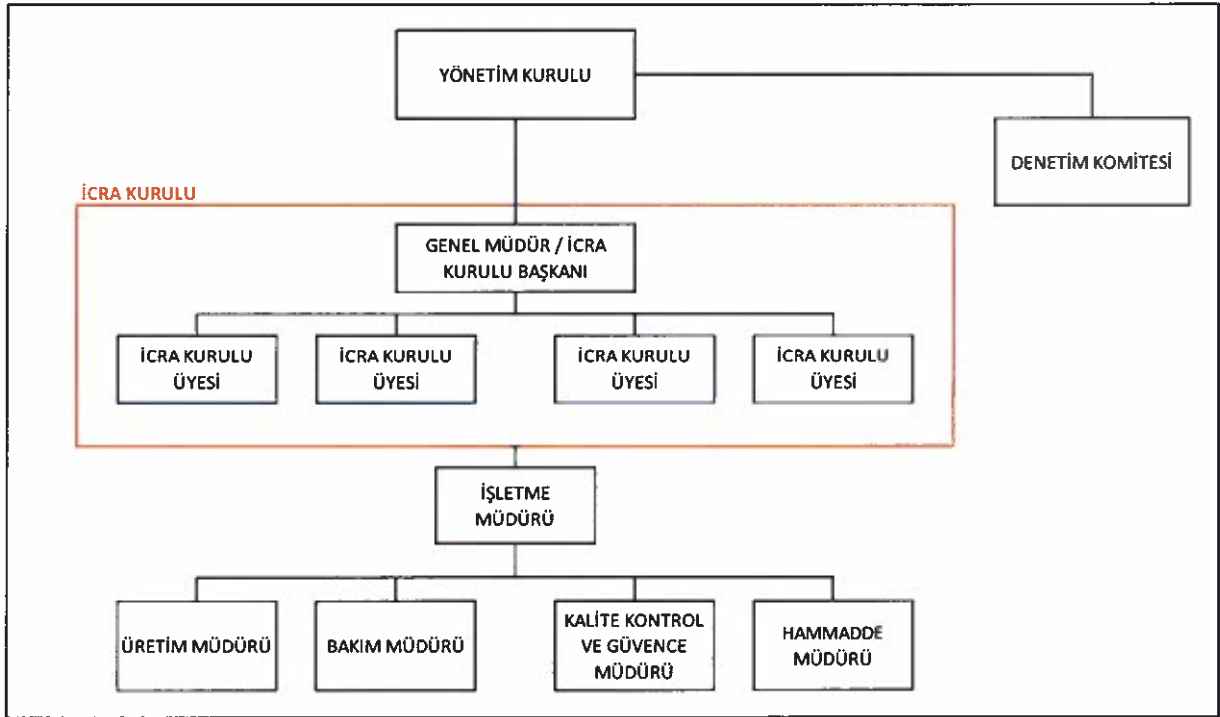 YÖNETİM KURULU
DENETİM KOMİTESİ
İCRA KURULU
GENEL MÜDÜR / İCRA
KURULU BAŞKANI
İCRA KURULU
ÜYESİ
İCRA KURULU
ÜYESİ
İCRA KURULU
ÜYESİ
İCRA KURULU
ÜYESİ
İŞLETME
MÜDÜRÜ
ÜRETİM MÜDÜRÜ
BAKIM MÜDÜRÜ
KALİTE KONTROL
VE GÜVENCE
MÜDÜRÜ
HAMMADDE
MÜDÜRÜ